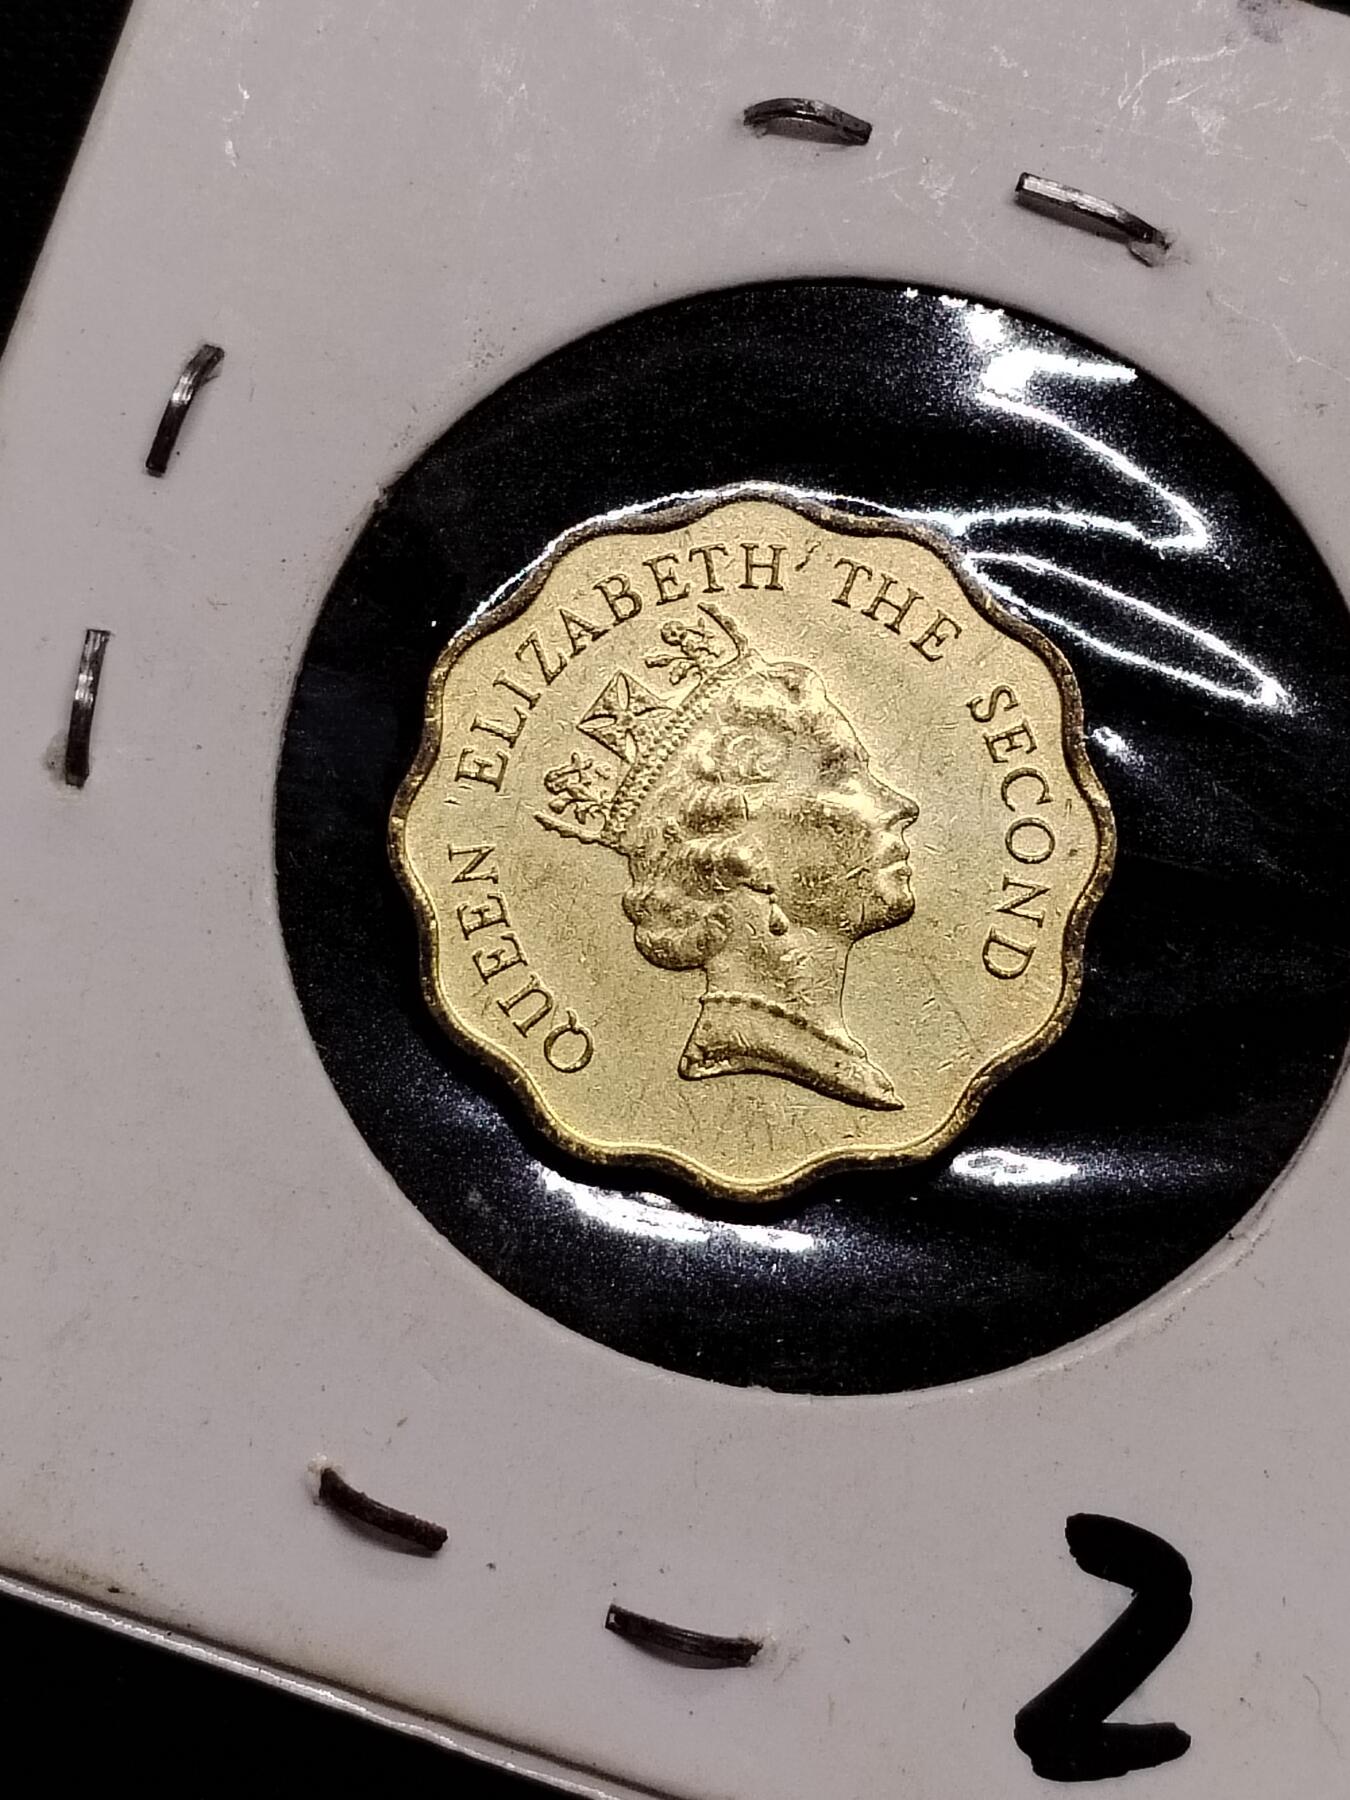 QUEEN ELIZABETH THE SECOND
2